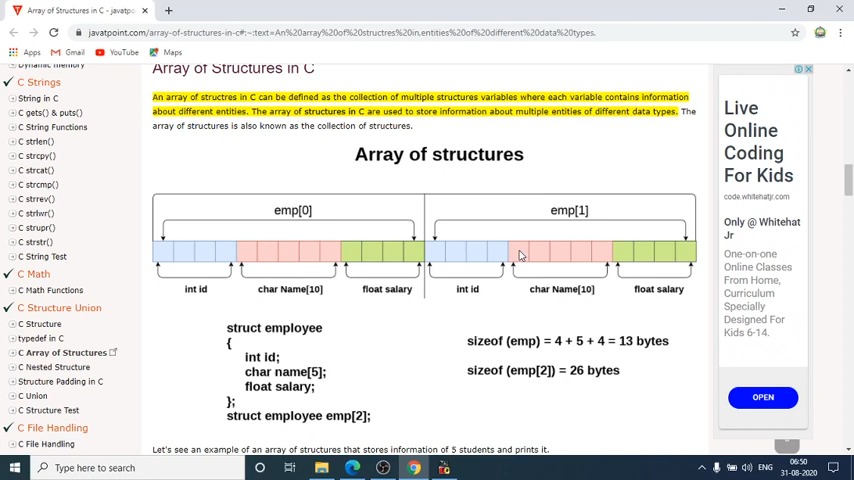 Array of Structures in C - javatpoint
javatpoint.com/array-of-structures-in-c#:~:text=An%20array%20of%20structres%20in,entities%20of%20different%20data%20types.
Apps
Gmail
YouTube
Maps
Dynamic memory
C Strings
String in C
C gets() & puts()
C String Functions
C strlen()
C strcpy()
C strcat()
C strcmp()
C strrev()
C strlwr()
C strupr()
C strstr()
C String Test
C Math
C Math Functions
C Structure Union
C Structure
typedef in C
C Array of Structures
C Nested Structure
Structure Padding in C
C Union
C Structure Test
C File Handling
C File Handling
Array of Structures in C
An array of structres in C can be defined as the collection of multiple structures variables where each variable contains information
about different entities. The array of structures in C are used to store information about multiple entities of different data types. The
array of structures is also known as the collection of structures.
Array of structures
emp[0]
emp[1]
int id
char Name[10]
float salary
int id
char Name[10]
float salary
struct employee
{
int id;
char name[5];
float salary;
};
struct employee emp[2];
sizeof (emp) = 4 + 5 + 4 = 13 bytes
sizeof (emp[2]) = 26 bytes
Let's see an example of an array of structures that stores information of 5 students and prints it.
Live
Online
Coding
For Kids
code.whitehatjr.com
Only @ Whitehat
Jr
One-on-one
Online Classes
From Home,
Curriculum
Specially
Designed For
Kids 6-14.
OPEN
Type here to search
ENG
06:50
31-08-2020